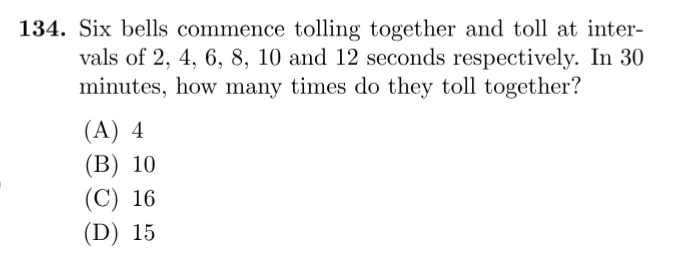 134. Six bells commence tolling together and toll at inter-
vals of 2, 4, 6, 8, 10 and 12 seconds respectively. In 30
minutes, how many times do they toll together?
(A) 4
(B) 10
(C) 16
(D) 15